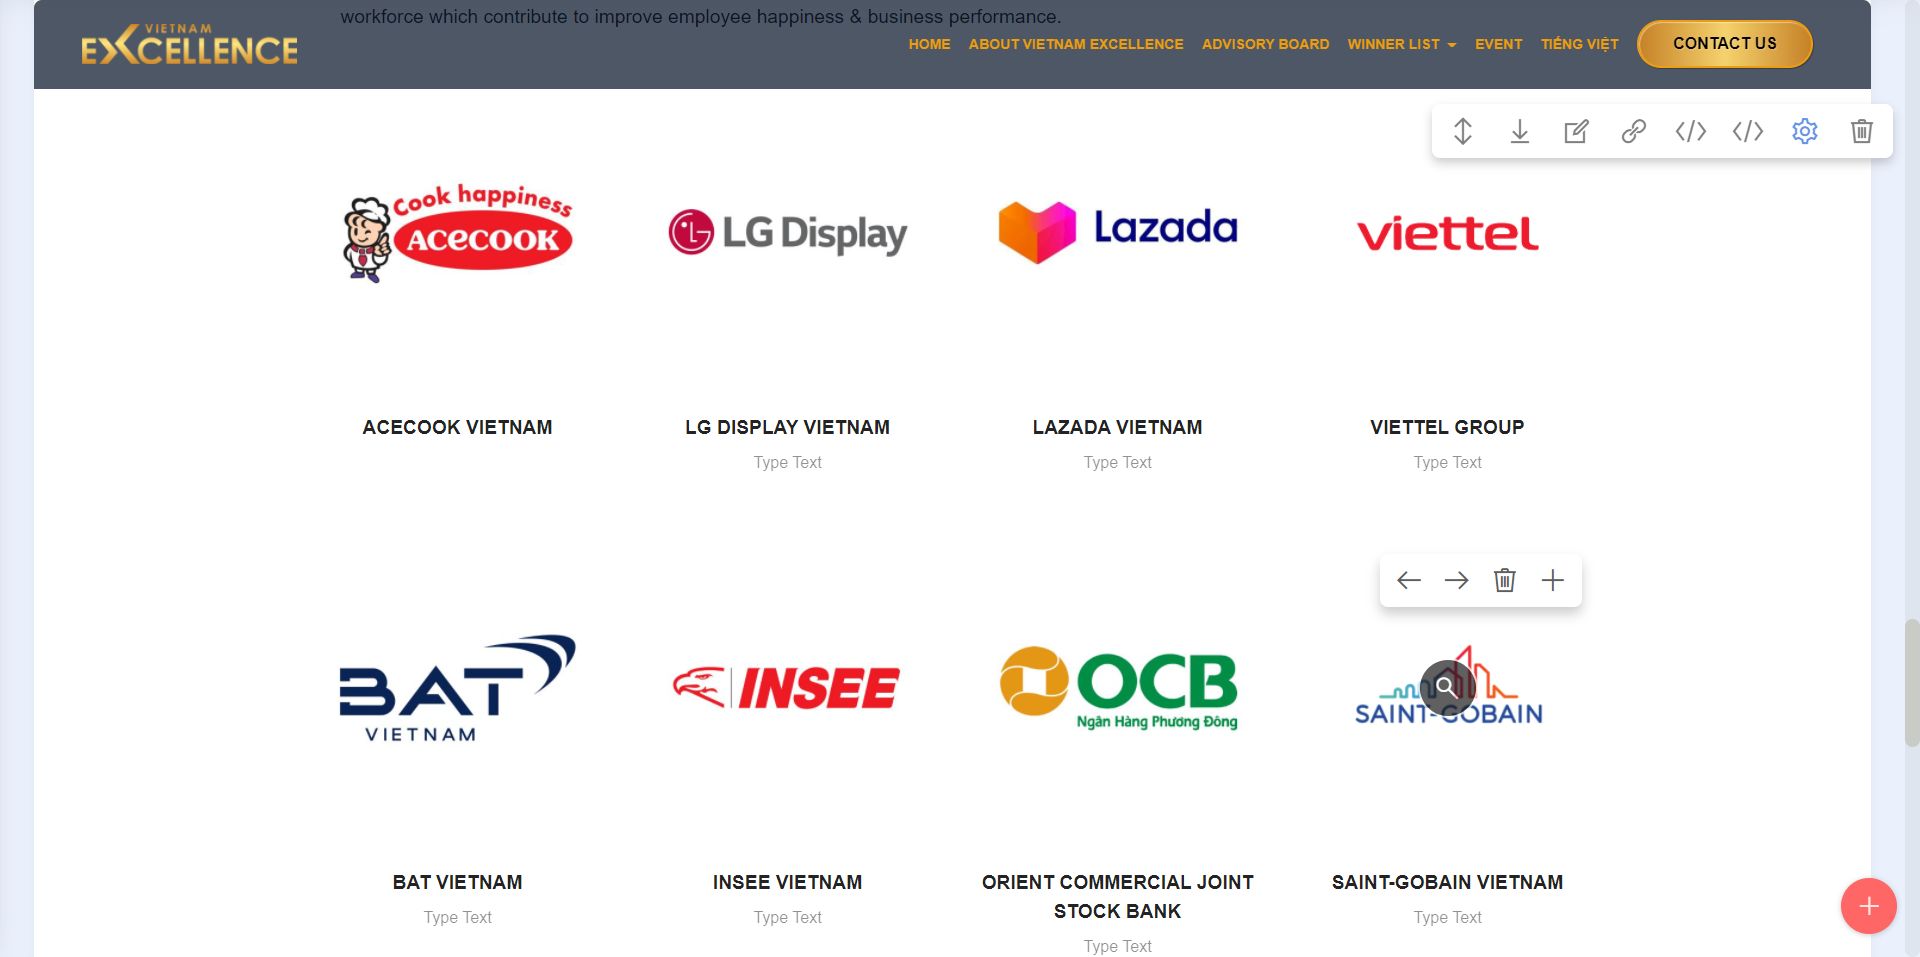 workforce which contribute to improve employee happiness & business performance.
VIETNAM
EXCELLENCE
HOME
ABOUT VIETNAM EXCELLENCE
ADVISORY BOARD
WINNER LIST
EVENT
TIẾNG VIỆT
CONTACT US
Cook happiness
ACECOOK
LG Display
Lazada
viettel
ACECOOK VIETNAM
LG DISPLAY VIETNAM
LAZADA VIETNAM
VIETTEL GROUP
Type Text
Type Text
Type Text
BAT
VIETNAM
INSEE
OCB
Ngân Hàng Phương Đông
SAINT-GOBAIN
BAT VIETNAM
INSEE VIETNAM
ORIENT COMMERCIAL JOINT
STOCK BANK
SAINT-GOBAIN VIETNAM
Type Text
Type Text
Type Text
Type Text